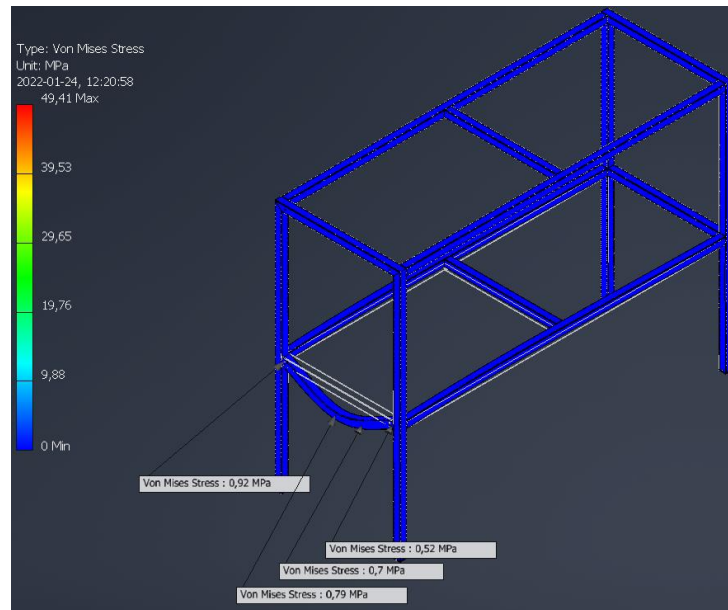 Type: Von Mises Stress
Unit: MPa
2022-01-24, 12:20:58
49,41 Max
39,53
29,65
19,76
9,88
0 Min
Von Mises Stress : 0,92 MPa
Von Mises Stress : 0,52 MPa
Von Mises Stress : 0,7 MPa
Von Mises Stress : 0,79 MPa